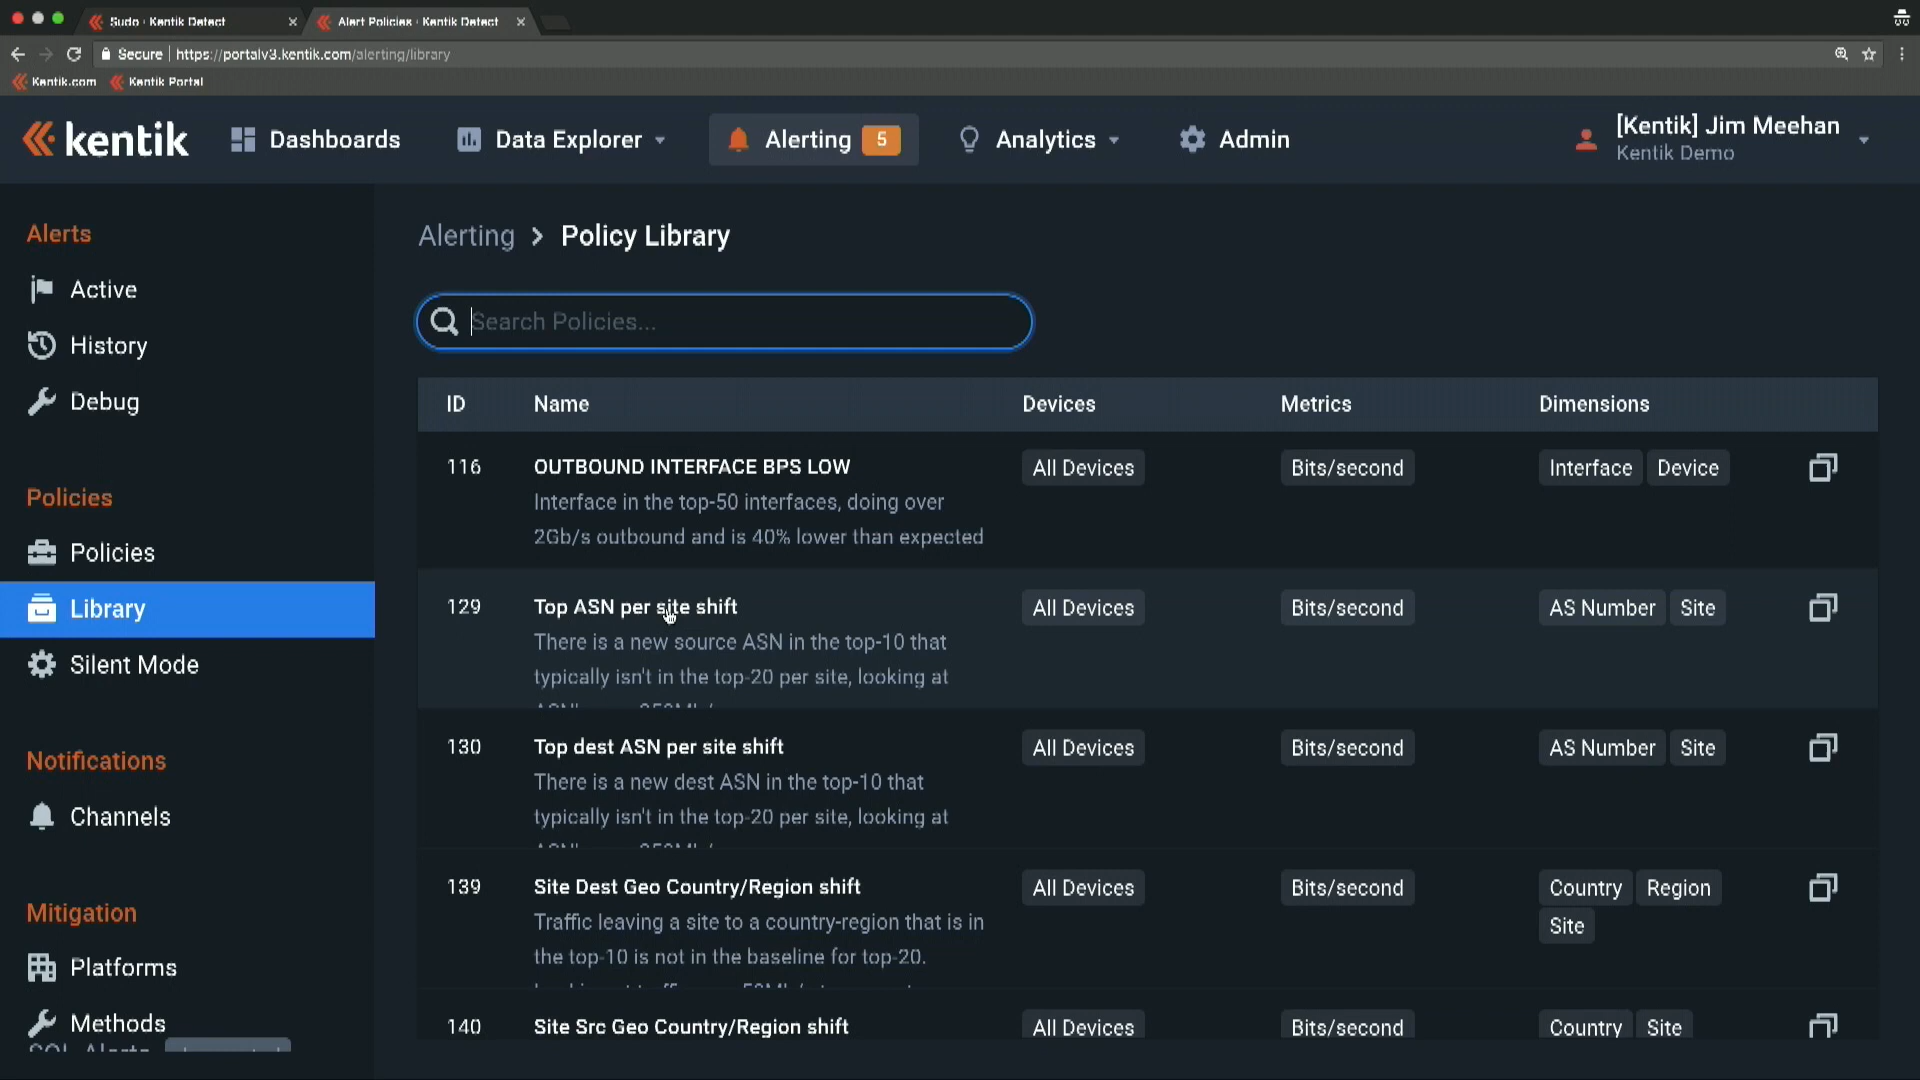 Sudo · Kentik Detect
Alert Policies · Kentik Detect
Secure
https://portalv3.kentik.com/alerting/library
Kentik.com
Kentik Portal
kentik
Dashboards
Data Explorer
Alerting 5
Analytics
Admin
[Kentik] Jim Meehan
Kentik Demo
Alerts
Active
History
Debug
Policies
Policies
Library
Silent Mode
Notifications
Channels
Mitigation
Platforms
Methods
SQL Alerts
Alerting > Policy Library
Search Policies...
ID Name Devices Metrics Dimensions
116 OUTBOUND INTERFACE BPS LOW All Devices Bits/second Interface Device
Interface in the top-50 interfaces, doing over
2Gb/s outbound and is 40% lower than expected
129 Top ASN per site shift All Devices Bits/second AS Number Site
There is a new source ASN in the top-10 that
typically isn't in the top-20 per site, looking at
130 Top dest ASN per site shift All Devices Bits/second AS Number Site
There is a new dest ASN in the top-10 that
typically isn't in the top-20 per site, looking at
139 Site Dest Geo Country/Region shift All Devices Bits/second Country Region
Site
Traffic leaving a site to a country-region that is in
the top-10 is not in the baseline for top-20.
140 Site Src Geo Country/Region shift All Devices Bits/second Country Site